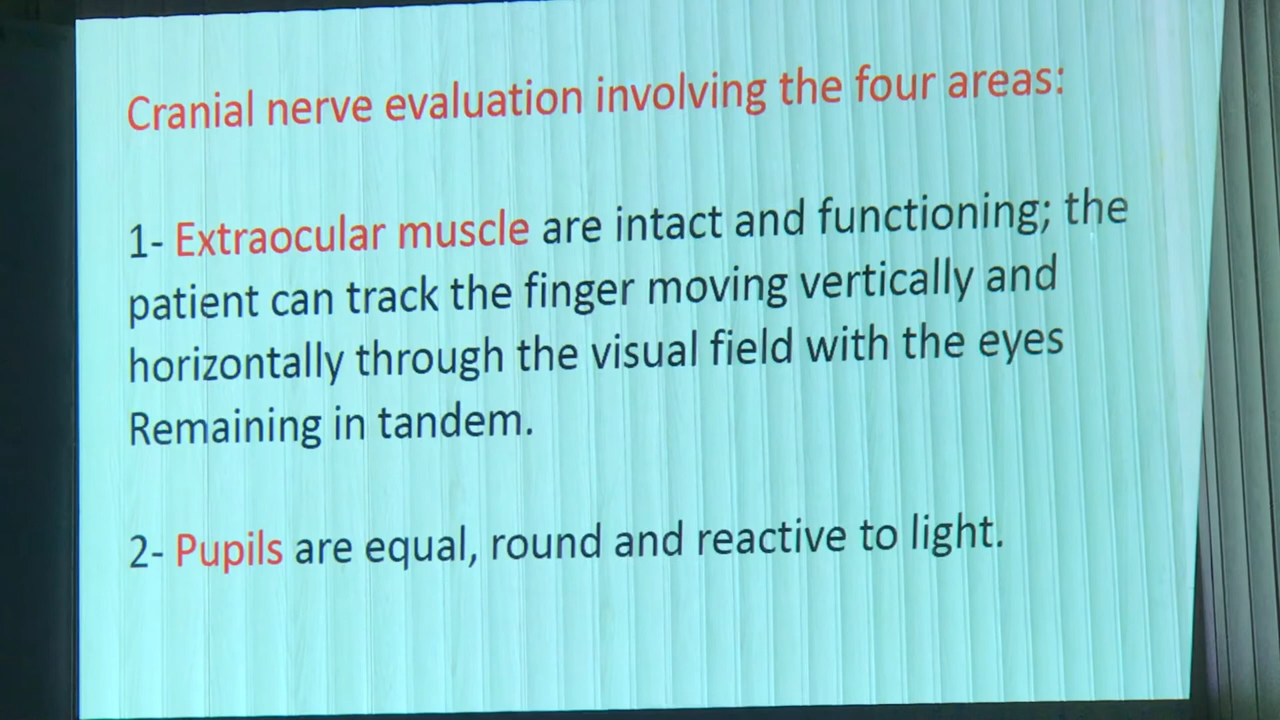 Cranial nerve evaluation involving the four areas:
1- Extraocular muscle are intact and functioning; the
patient can track the finger moving vertically and
horizontally through the visual field with the eyes
Remaining in tandem.
2- Pupils are equal, round and reactive to light.